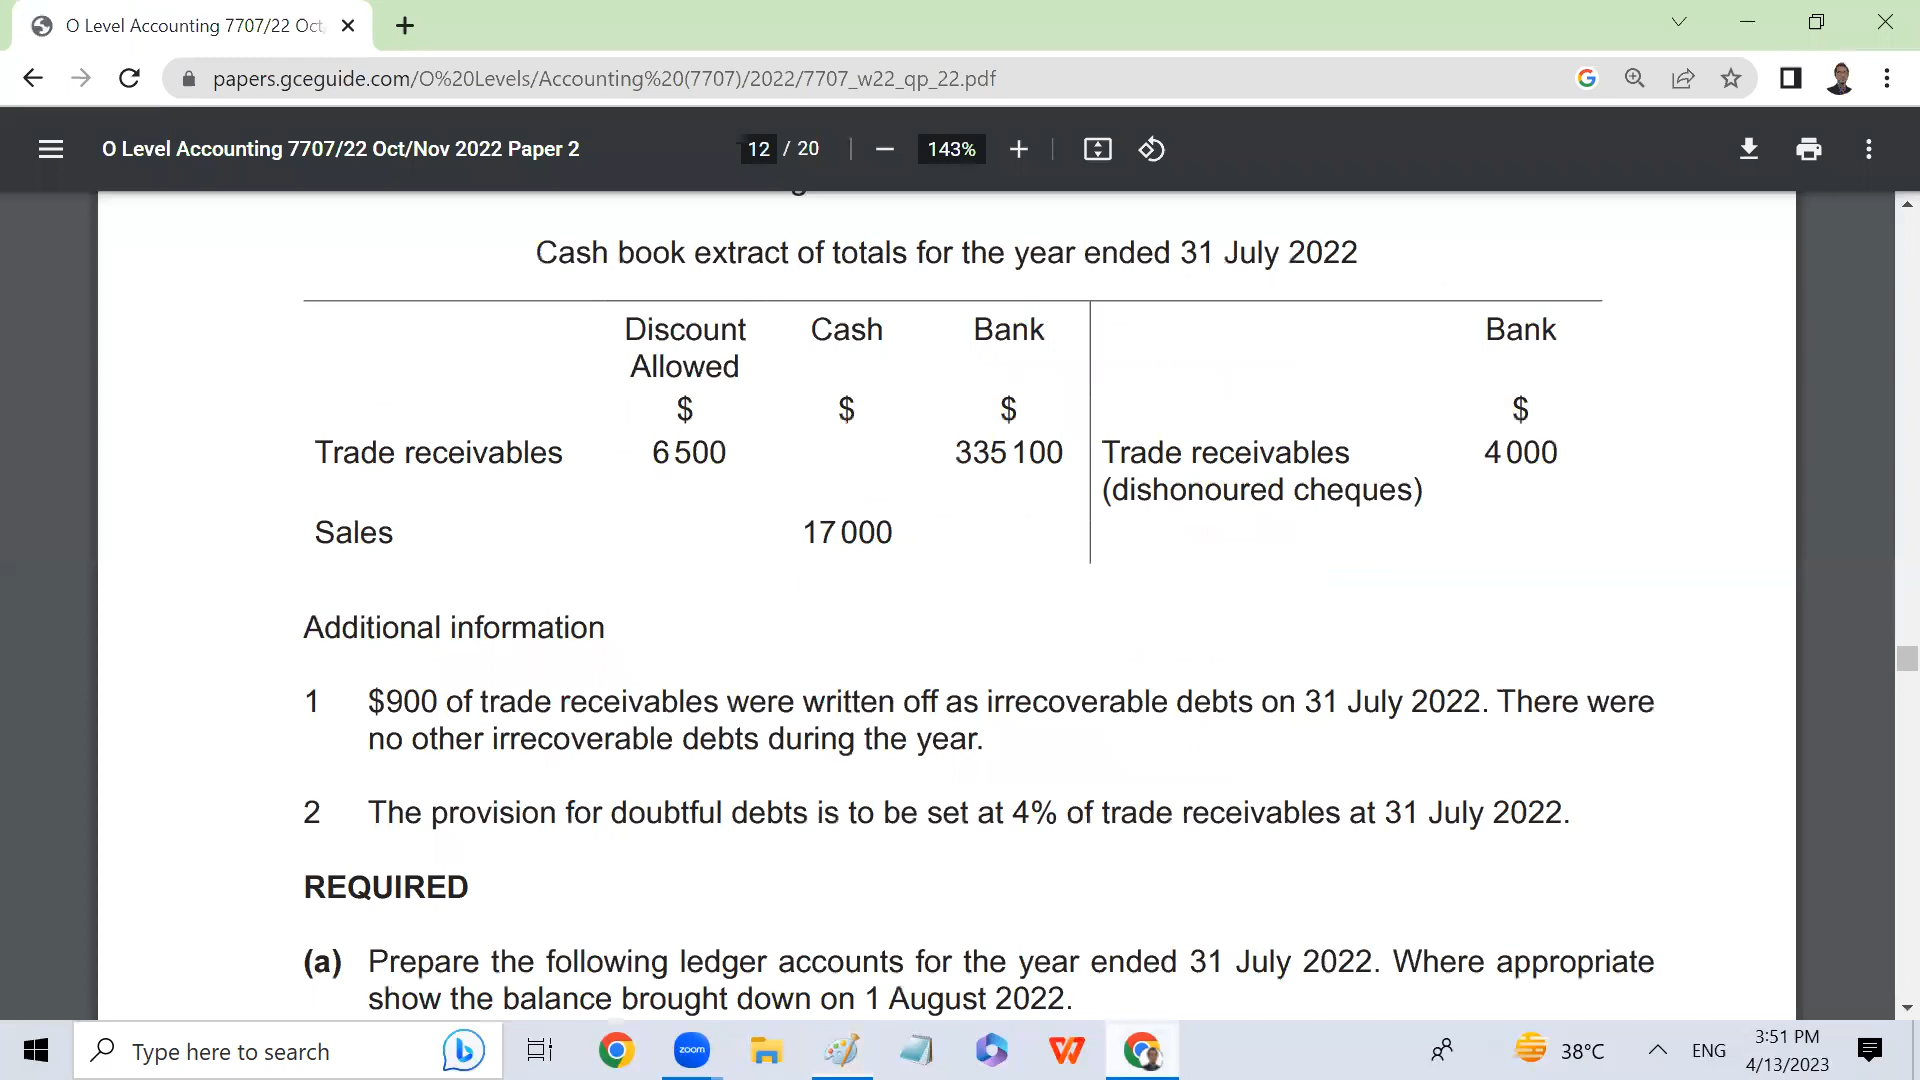 O Level Accounting 7707/22 Oct
papers.gceguide.com/O%20Levels/Accounting%20(7707)/2022/7707_w22_qp_22.pdf
O Level Accounting 7707/22 Oct/Nov 2022 Paper 2
12 / 20
143%
Cash book extract of totals for the year ended 31 July 2022
Discount Cash Bank Bank
Allowed
$ $ $ $
Trade receivables 6 500 335 100 Trade receivables 4 000
(dishonoured cheques)
Sales 17 000
Additional information
1 $900 of trade receivables were written off as irrecoverable debts on 31 July 2022. There were
no other irrecoverable debts during the year.
2 The provision for doubtful debts is to be set at 4% of trade receivables at 31 July 2022.
REQUIRED
(a) Prepare the following ledger accounts for the year ended 31 July 2022. Where appropriate
show the balance brought down on 1 August 2022.
Type here to search
zoom
38°C
ENG
3:51 PM
4/13/2023